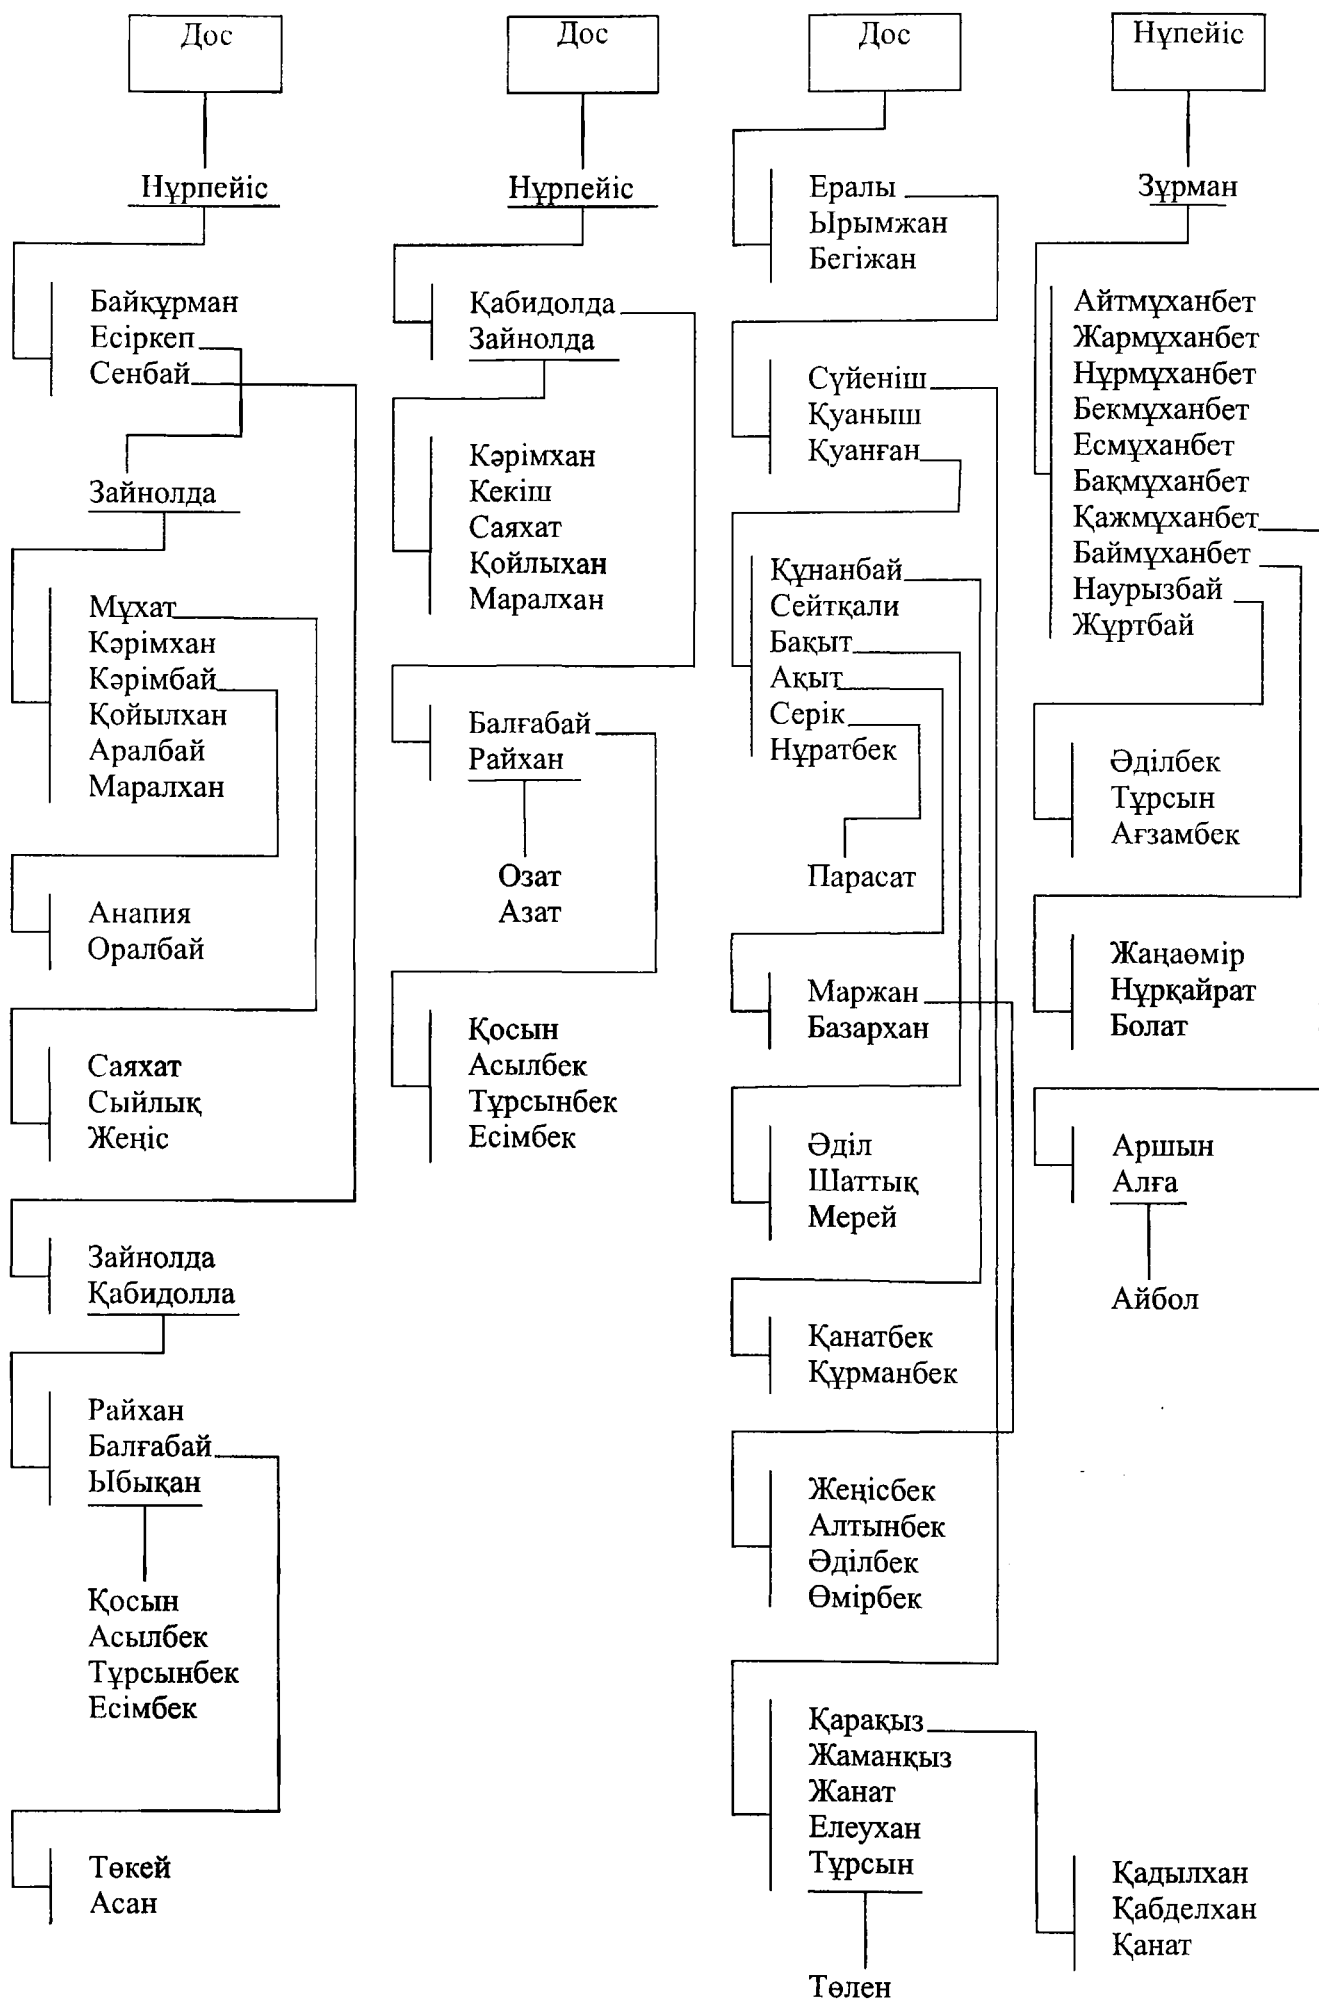 Дос
Нұрпейіс
Байқұрман
Есіркеп
Сенбай
Зайнолда
Мұхат
Кәрімхан
Кәрімбай
Қойылхан
Аралбай
Маралхан
Анапия
Оралбай
Саяхат
Сыйлық
Жеңіс
Зайнолда
Қабидолла
Райхан
Балғабай
Ыбықан
Қосын
Асылбек
Тұрсынбек
Есімбек
Төкей
Асан
Дос
Нұрпейіс
Қабидолда
Зайнолда
Кәрімхан
Кекіш
Саяхат
Қойлыхан
Маралхан
Балғабай
Райхан
Озат
Азат
Қосын
Асылбек
Тұрсынбек
Есімбек
Дос
Ералы
Ырымжан
Бегіжан
Сүйеніш
Қуаныш
Қуанған
Құнанбай
Сейтқали
Бақыт
Ақыт
Серік
Нұратбек
Парасат
Маржан
Базархан
Әділ
Шаттық
Мерей
Қанатбек
Құрманбек
Жеңісбек
Алтынбек
Әділбек
Өмірбек
Қарақыз
Жаманқыз
Жанат
Елеухан
Тұрсын
Төлен
Нұпейіс
Зұрман
Айтмұханбет
Жармұханбет
Нұрмұханбет
Бекмұханбет
Есмұханбет
Бақмұханбет
Қажмұханбет
Баймұханбет
Наурызбай
Жұртбай
Әділбек
Тұрсын
Ағзамбек
Жаңаөмір
Нұрқайрат
Болат
Аршын
Алға
Айбол
Қадылхан
Қабделхан
Қанат